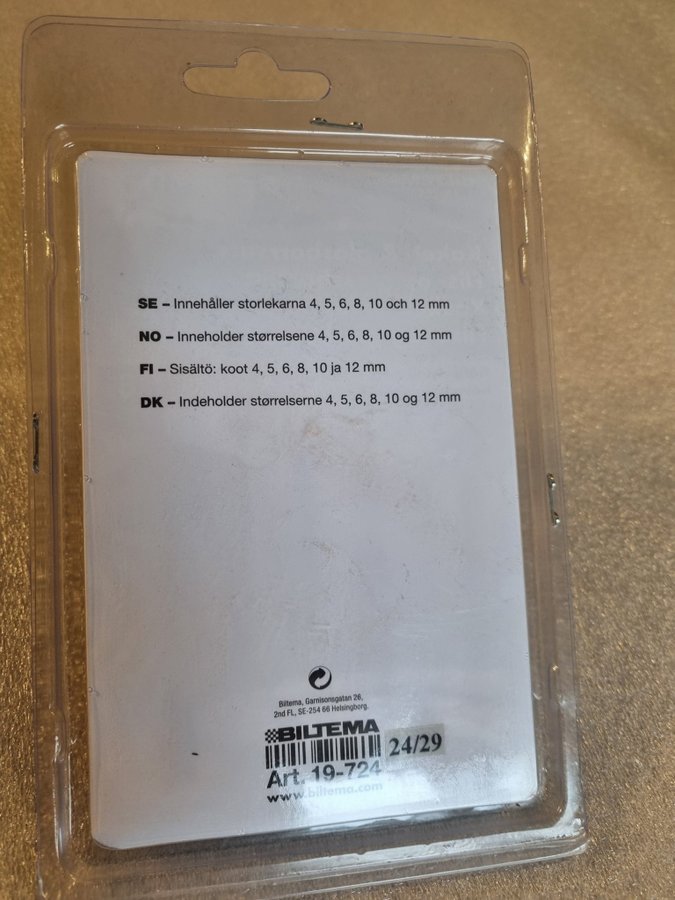 SE – Innehåller storlekarna 4, 5, 6, 8, 10 och 12 mm
NO – Inneholder størrelsene 4, 5, 6, 8, 10 og 12 mm
FI – Sisältö: koot 4, 5, 6, 8, 10 ja 12 mm
DK – Indeholder størrelserne 4, 5, 6, 8, 10 og 12 mm
Biltema, Garnisonsgatan 26,
2nd FL, SE-254 66 Helsingborg.
BILTEMA
24/29
Art. 19-724
www.biltema.com